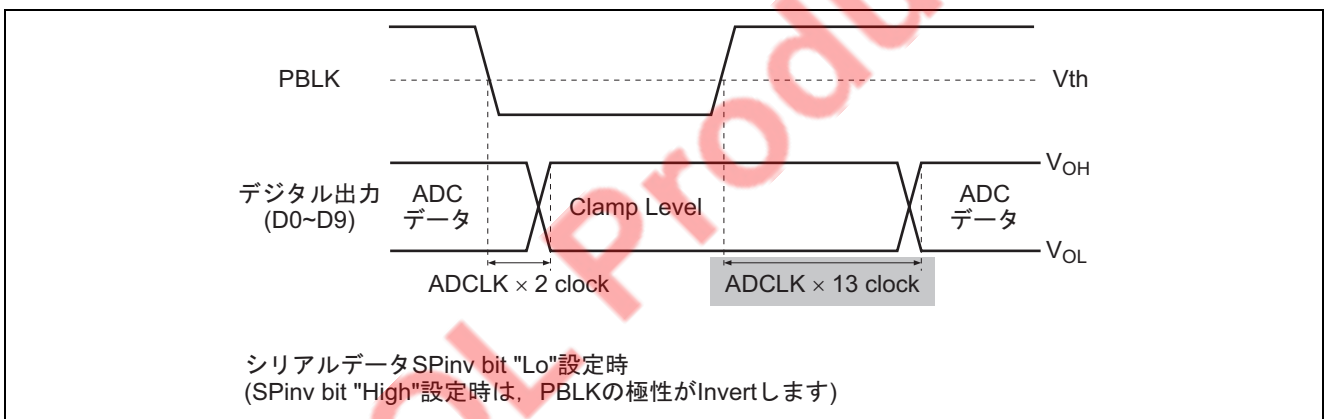 PBLK
Vth
デジタル出力
(D0~D9)
ADC
データ
Clamp Level
ADC
データ
VOH
VOL
ADCLK × 2 clock
ADCLK × 13 clock
シリアルデータSPinv bit "Lo"設定時
(SPinv bit "High"設定時は，PBLKの極性がInvertします)
OL Produ